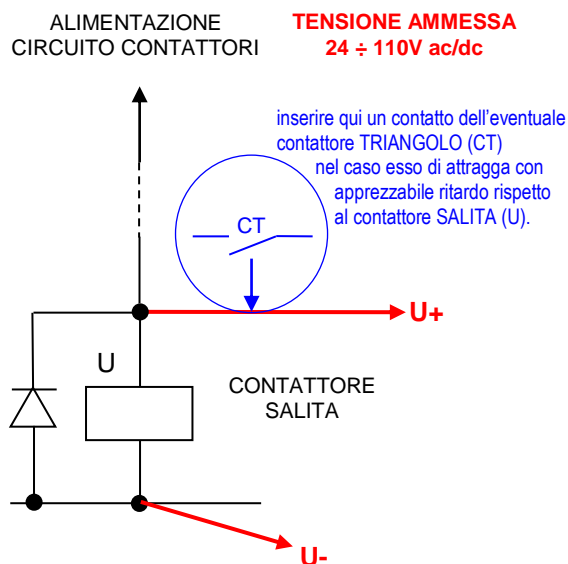 ALIMENTAZIONE
CIRCUITO CONTATTORI
TENSIONE AMMESSA
24 ÷ 110V ac/dc
inserire qui un contatto dell'eventuale
contattore TRIANGOLO (CT)
nel caso esso di attragga con
apprezzabile ritardo rispetto
al contattore SALITA (U).
CT
U+
U
CONTATTORE
SALITA
U-